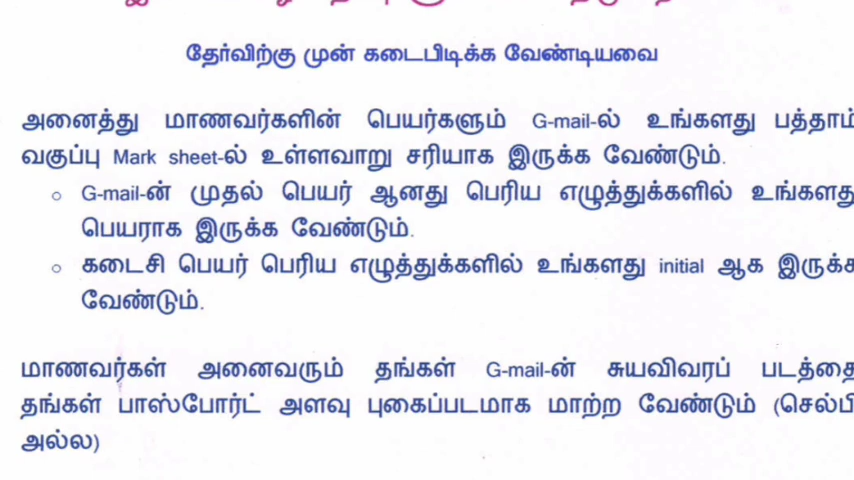 தேர்விற்கு முன் கடைபிடிக்க வேண்டியவை
அனைத்து மாணவர்களின் பெயர்களும் G-mail-ல் உங்களது பத்தாம்
வகுப்பு Mark sheet-ல் உள்ளவாறு சரியாக இருக்க வேண்டும்.
○ G-mail-ன் முதல் பெயர் ஆனது பெரிய எழுத்துக்களில் உங்களது
பெயராக இருக்க வேண்டும்.
○ கடைசி பெயர் பெரிய எழுத்துக்களில் உங்களது initial ஆக இருக்க
வேண்டும்.
மாணவர்கள் அனைவரும் தங்கள் G-mail-ன் சுயவிவரப் படத்தை
தங்கள் பாஸ்போர்ட் அளவு புகைப்படமாக மாற்ற வேண்டும் (செல்பி
அல்ல)